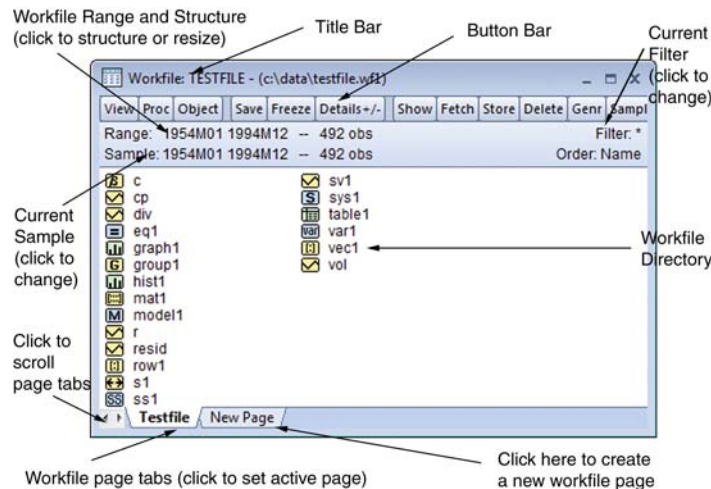 Workfile Range and Structure
(click to structure or resize)
Title Bar
Button Bar
Current
Filter
(click to
change)
Workfile: TESTFILE - (c:\data\testfile.wf1)
View Proc Object Save Freeze Details+/- Show Fetch Store Delete Genr Sampl
Range: 1954M01 1994M12 -- 492 obs
Filter: *
Sample: 1954M01 1994M12 -- 492 obs
Order: Name
c
cp
div
eq1
graph1
group1
hist1
mat1
model1
r
resid
row1
s1
ss1
sv1
sys1
table1
var1
vec1
vol
Current
Sample
(click to
change)
Workfile
Directory
Click to
scroll
page tabs
Testfile New Page
Workfile page tabs (click to set active page)
Click here to create
a new workfile page